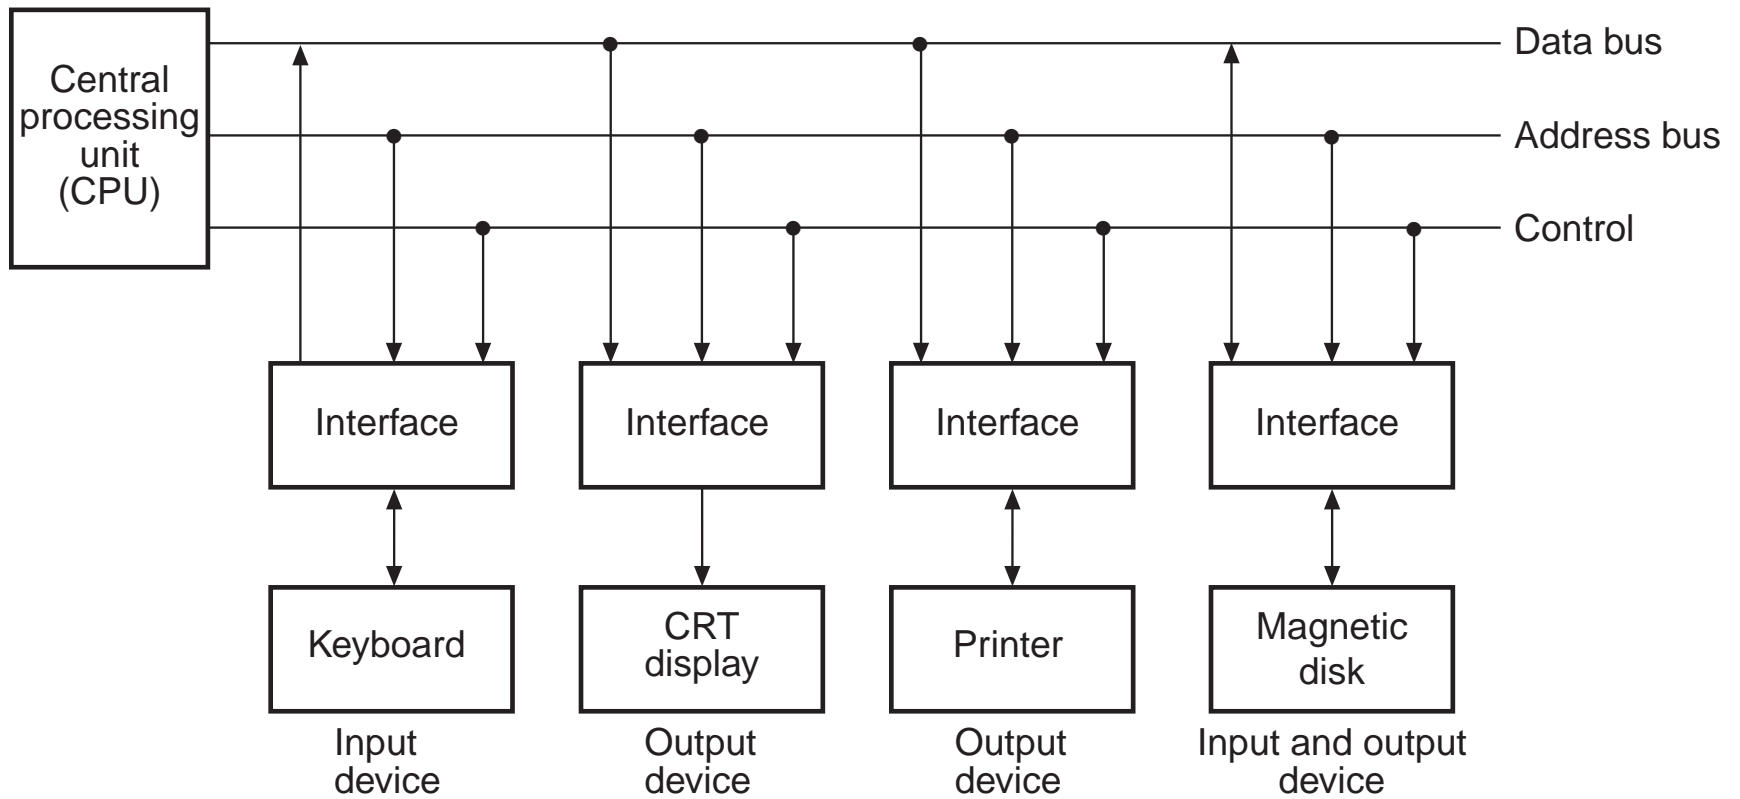 Central
processing
unit
(CPU)
Data bus
Address bus
Control
Interface
Interface
Interface
Interface
Keyboard
CRT
display
Printer
Magnetic
disk
Input
device
Output
device
Output
device
Input and output
device